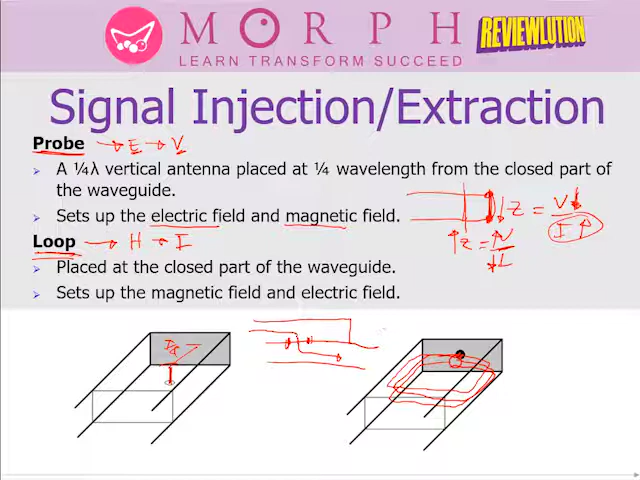 MORPH
REVIEWLUTION
LEARN TRANSFORM SUCCEED
Signal Injection/Extraction
Probe → E → V
A ¼λ vertical antenna placed at ¼ wavelength from the closed part of
the waveguide.
Sets up the electric field and magnetic field.
↓Z = V↓ / I↑
Loop → H → I
↑Z = ↑V / ↓I
Placed at the closed part of the waveguide.
Sets up the magnetic field and electric field.